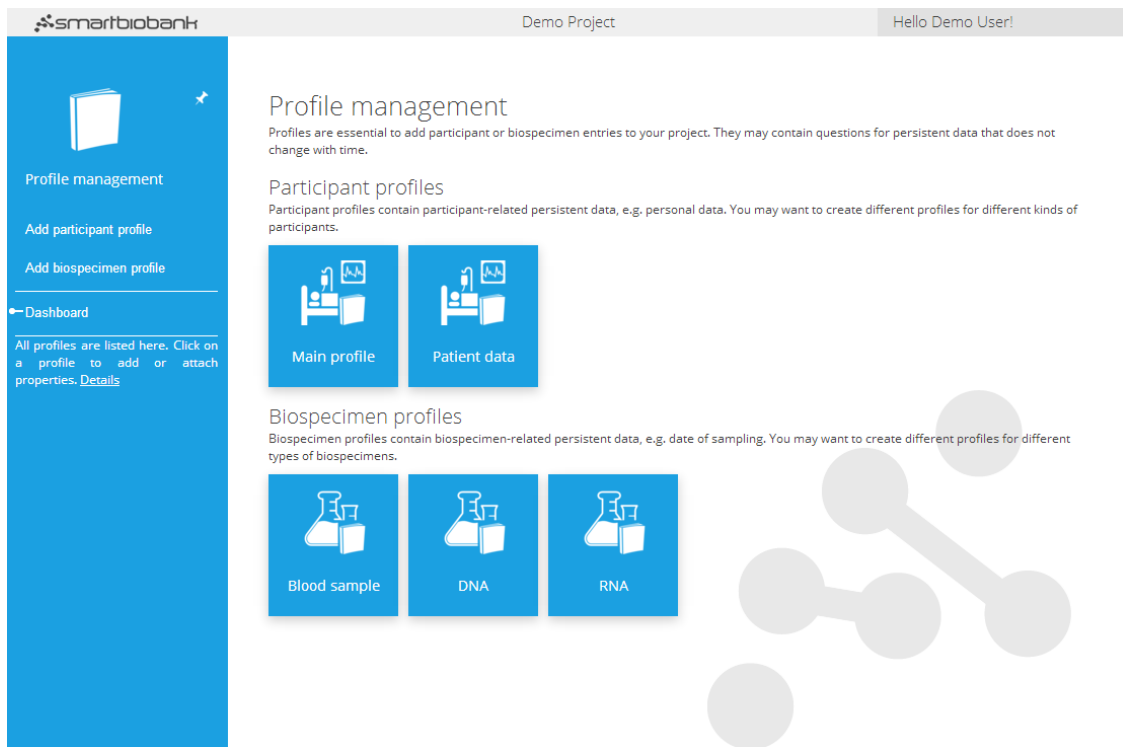 smartbiobank
Demo Project
Hello Demo User!
Profile management
Add participant profile
Add biospecimen profile
Dashboard
All profiles are listed here. Click on
a profile to add or attach
properties. Details
Profile management
Profiles are essential to add participant or biospecimen entries to your project. They may contain questions for persistent data that does not
change with time.
Participant profiles
Participant profiles contain participant-related persistent data, e.g. personal data. You may want to create different profiles for different kinds of
participants.
Main profile
Patient data
Biospecimen profiles
Biospecimen profiles contain biospecimen-related persistent data, e.g. date of sampling. You may want to create different profiles for different
types of biospecimens.
Blood sample
DNA
RNA